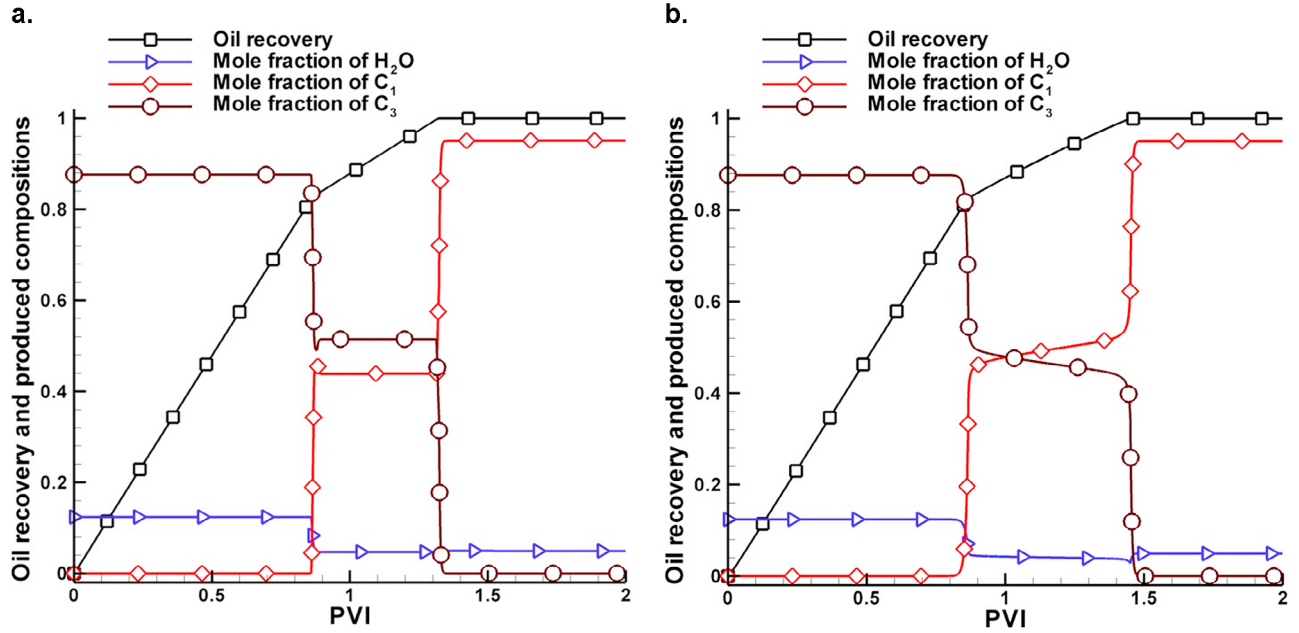 a.
Oil recovery
Mole fraction of H2O
Mole fraction of C1
Mole fraction of C3
Oil recovery and produced compositions
1
0.8
0.6
0.4
0.2
0
0
0.5
1
1.5
2
PVI
b.
Oil recovery
Mole fraction of H2O
Mole fraction of C1
Mole fraction of C3
Oil recovery and produced compositions
1
0.8
0.6
0.4
0.2
0
0
0.5
1
1.5
2
PVI